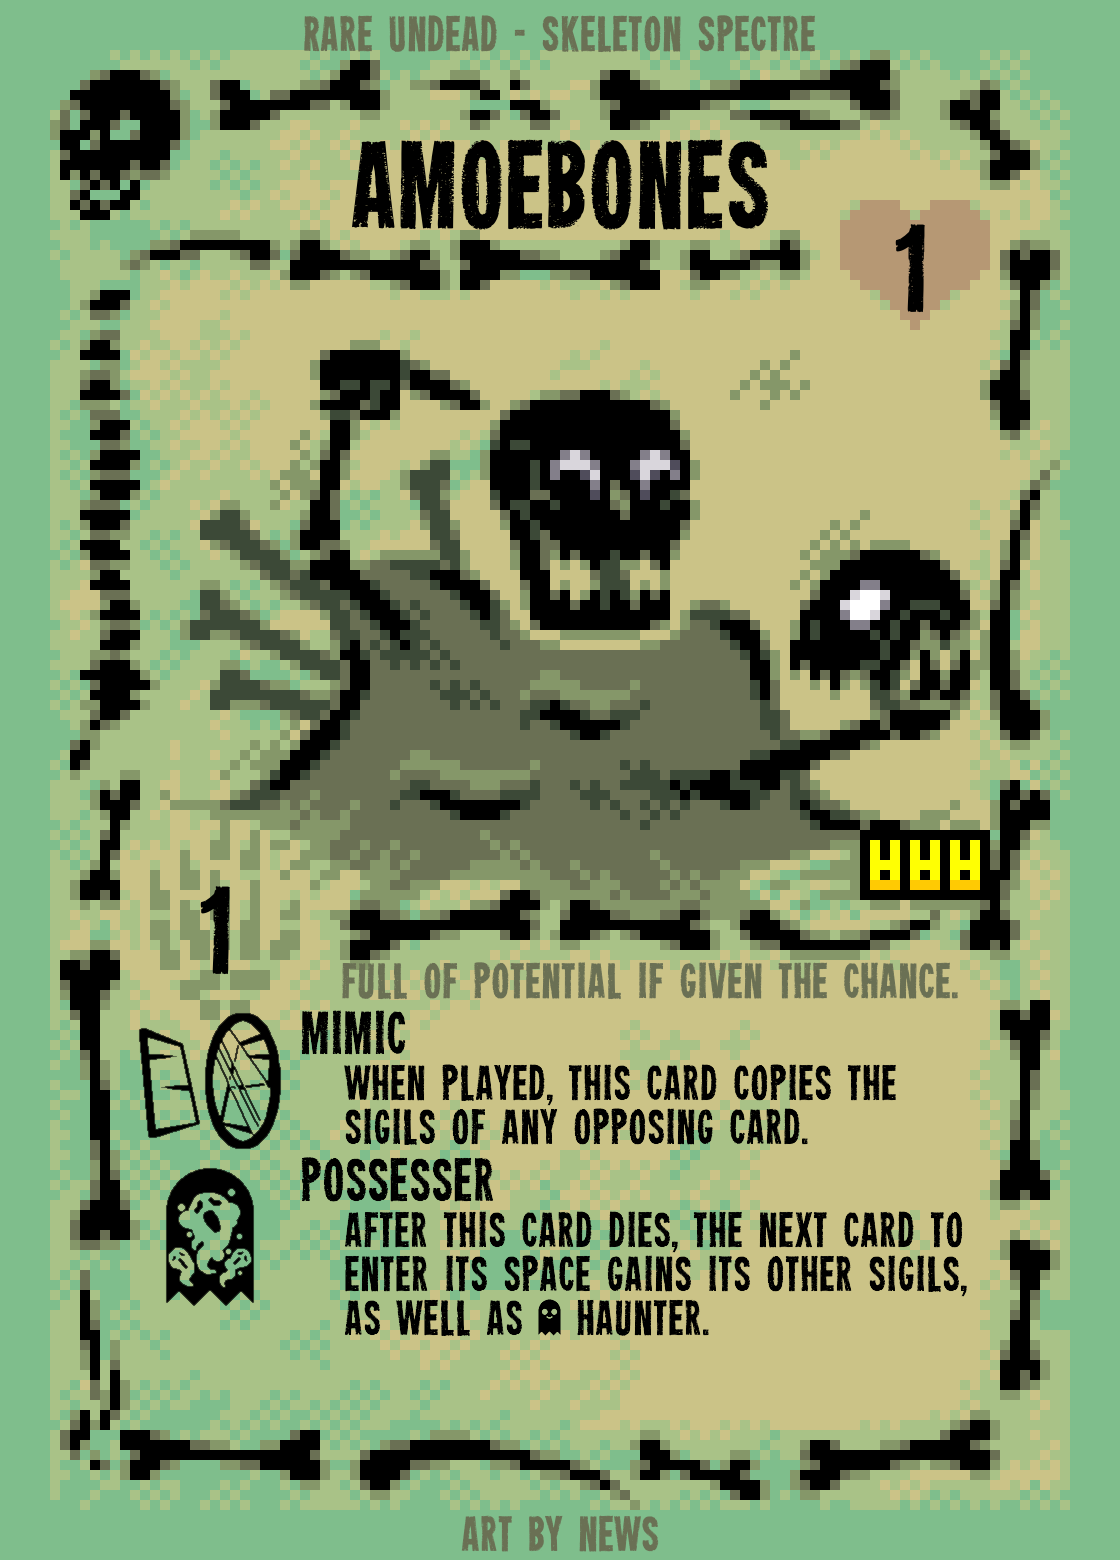 RARE UNDEAD - SKELETON SPECTRE
AMOEBONES
1
1
FULL OF POTENTIAL IF GIVEN THE CHANCE.
MIMIC
WHEN PLAYED, THIS CARD COPIES THE
SIGILS OF ANY OPPOSING CARD.
POSSESSER
AFTER THIS CARD DIES, THE NEXT CARD TO
ENTER ITS SPACE GAINS ITS OTHER SIGILS,
AS WELL AS HAUNTER.
ART BY NEWS